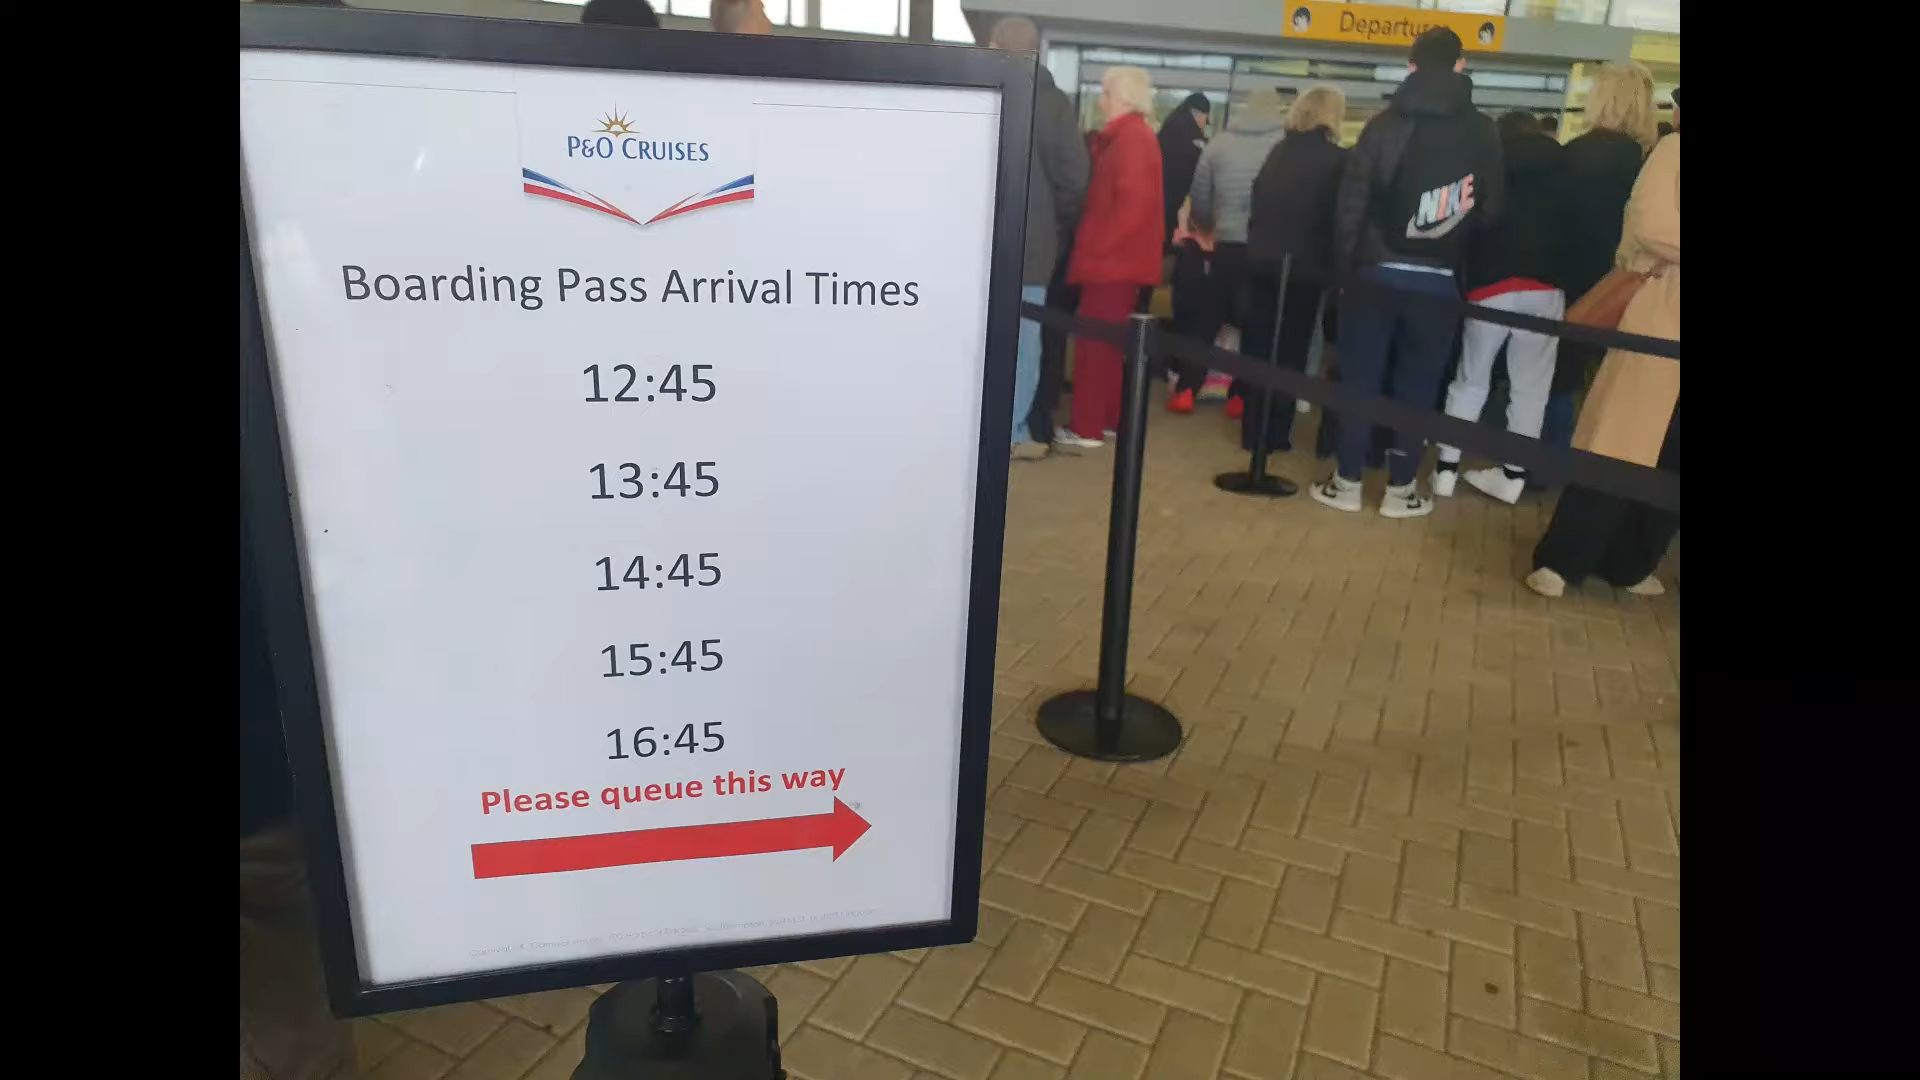 Departures
P&O CRUISES
Boarding Pass Arrival Times
12:45
13:45
14:45
15:45
16:45
Please queue this way
NIKE